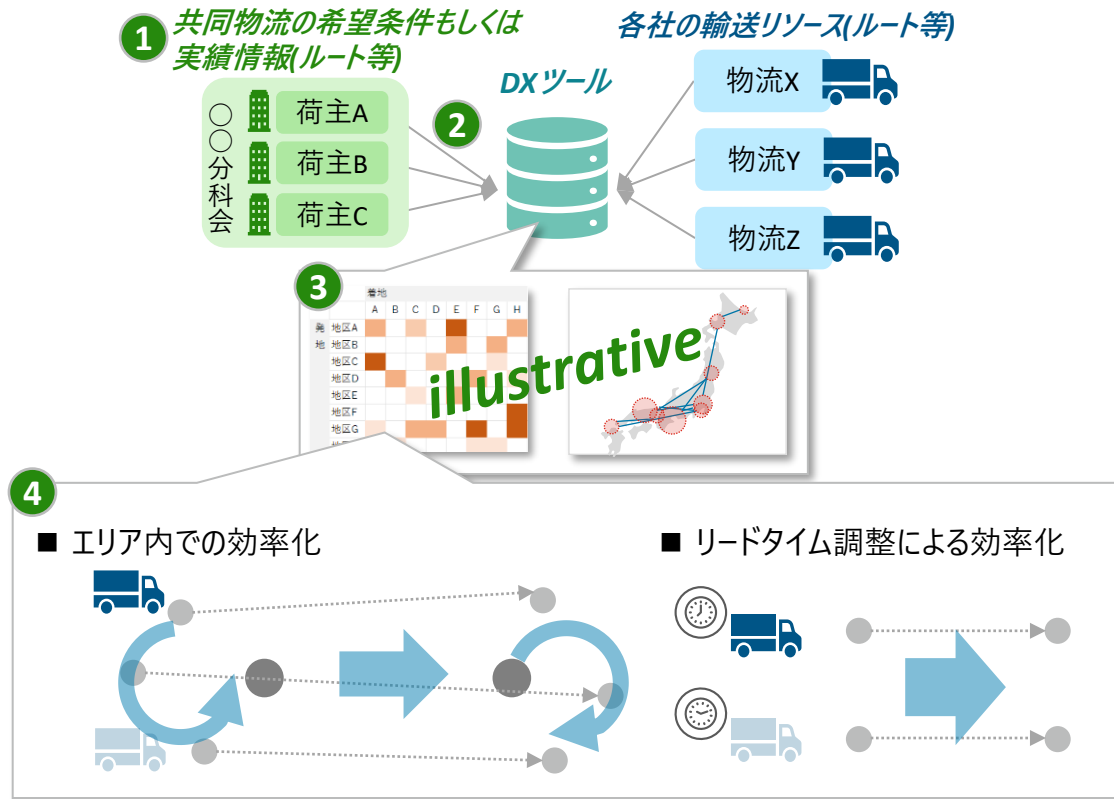 1
共同物流の希望条件もしくは
実績情報(ルート等)
各社の輸送リソース(ルート等)
〇〇分科会
荷主A
荷主B
荷主C
2
DXツール
物流X
物流Y
物流Z
3
着地
A B C D E F G H
発地
地区A
地区B
地区C
地区D
地区E
地区F
地区G
illustrative
4
■ エリア内での効率化
■ リードタイム調整による効率化